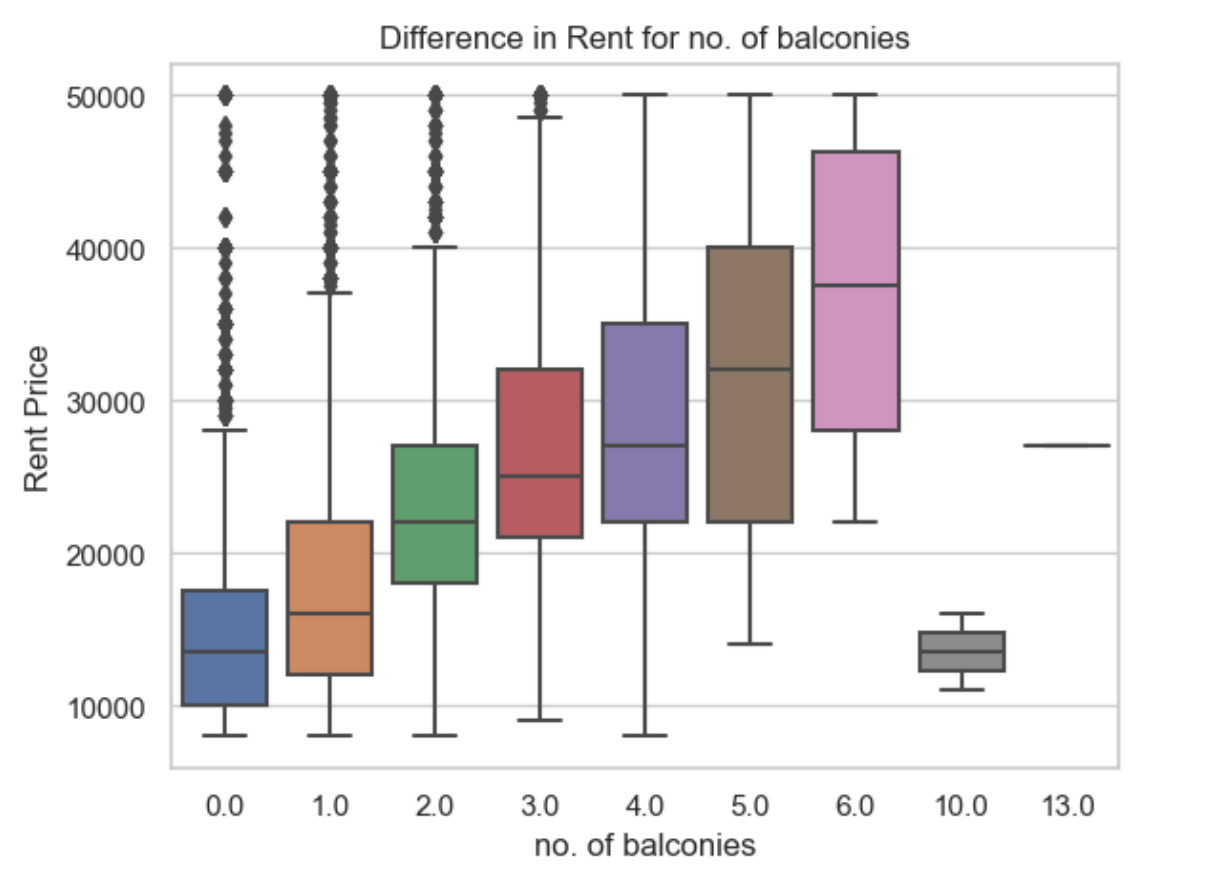 Difference in Rent for no. of balconies
50000
40000
30000
20000
10000
Rent Price
0.0 1.0 2.0 3.0 4.0 5.0 6.0 10.0 13.0
no. of balconies